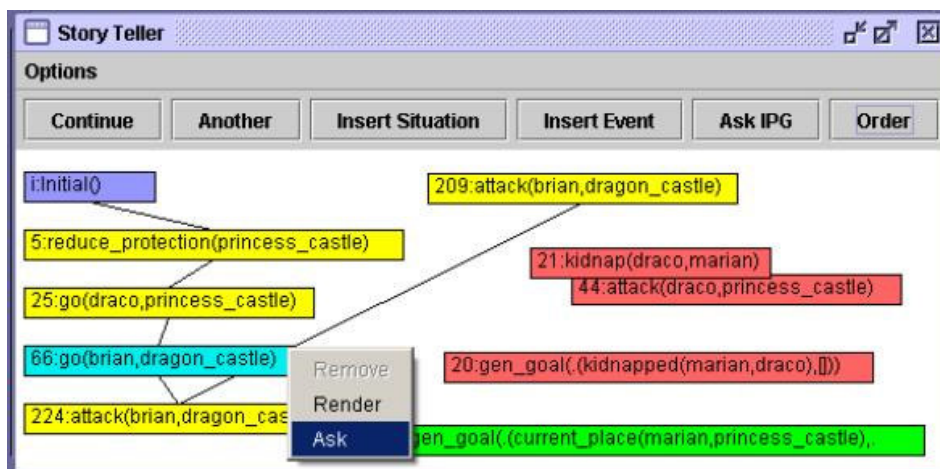 Story Teller
Options
Continue Another Insert Situation Insert Event Ask IPG Order
i:Initial()
209:attack(brian,dragon_castle)
5:reduce_protection(princess_castle)
21:kidnap(draco,marian)
25:go(draco,princess_castle)
44:attack(draco,princess_castle)
66:go(brian,dragon_castle)
Remove
20:gen_goal(.(kidnapped(marian,draco),[]))
Render
224:attack(brian,dragon_cas
Ask
gen_goal(.(current_place(marian,princess_castle),.